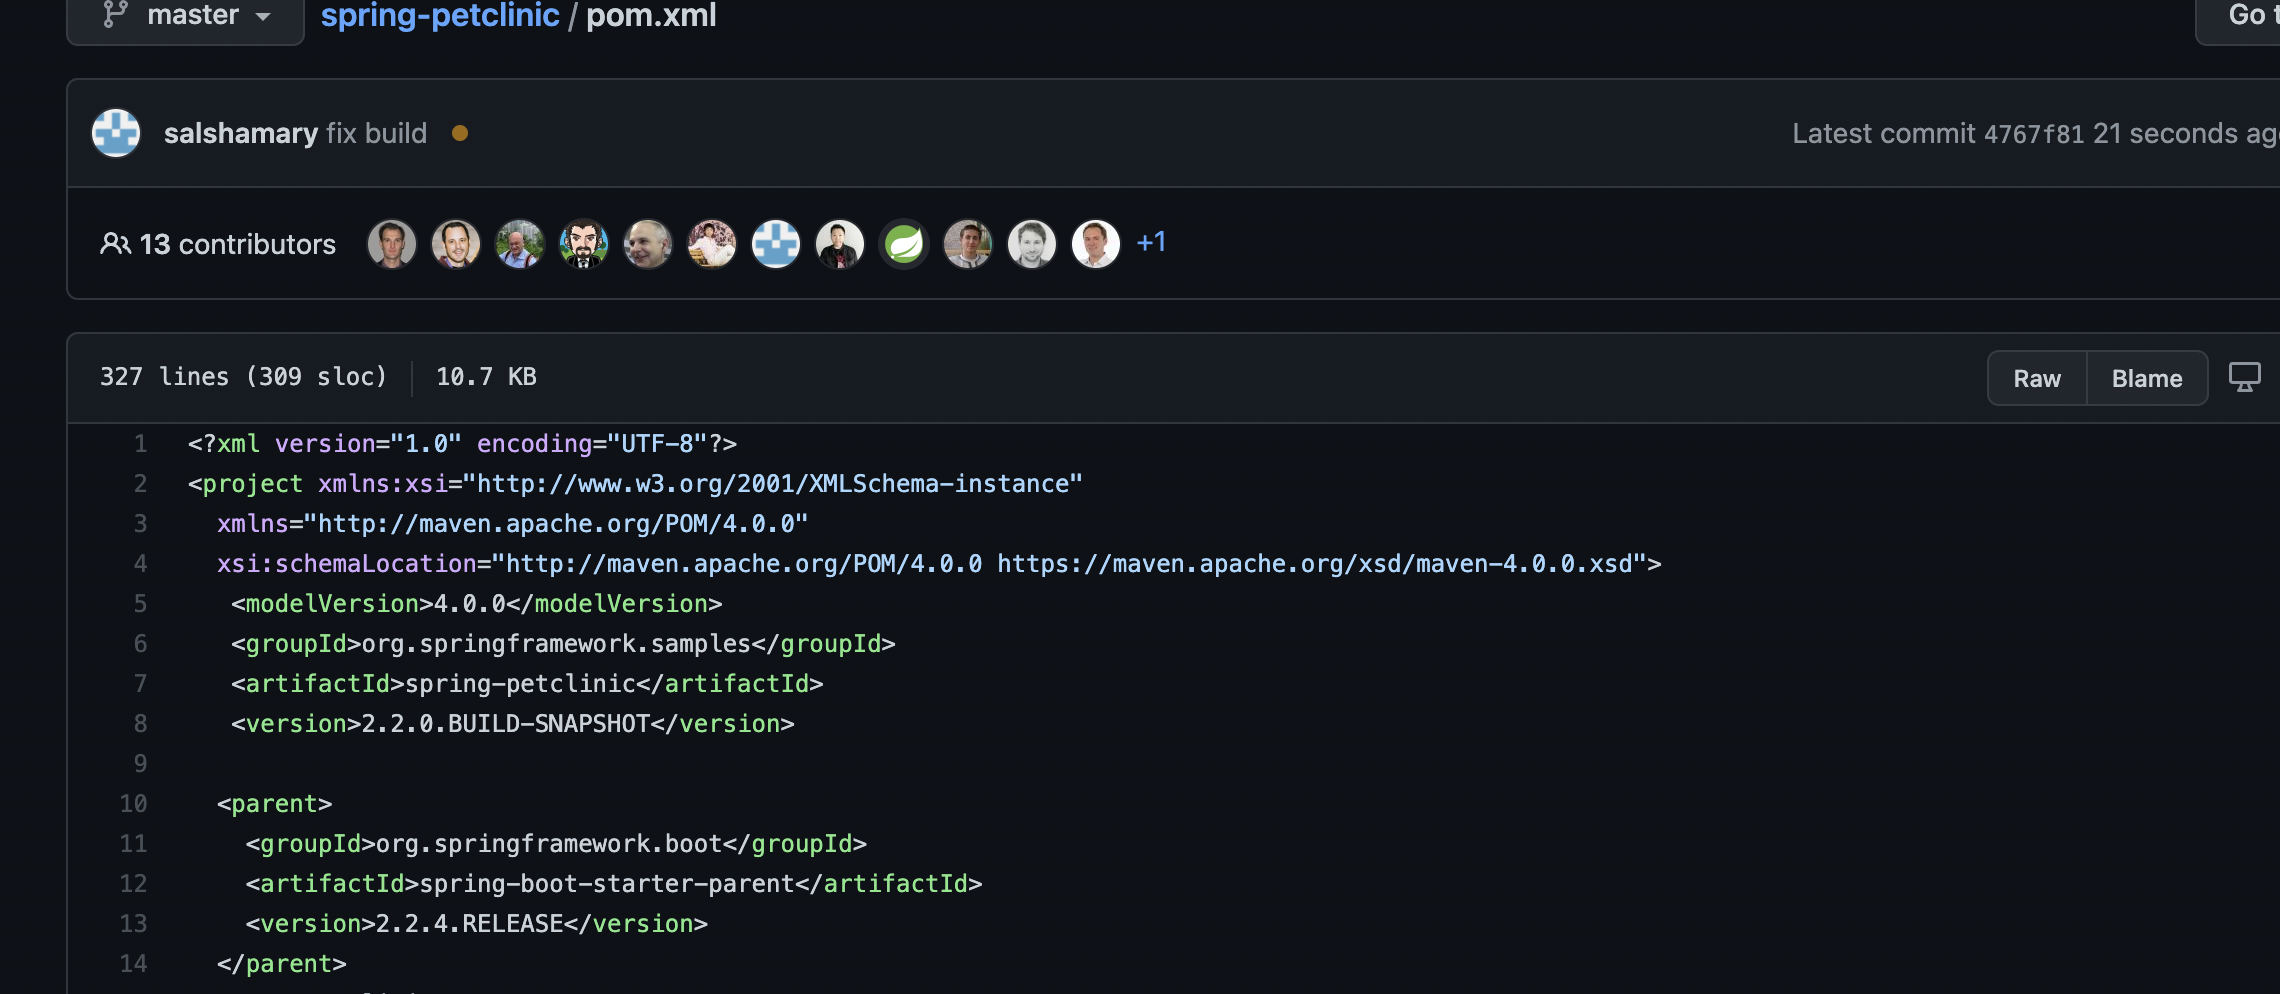 master spring-petclinic / pom.xml Go t
salshamary fix build Latest commit 4767f81 21 seconds ag
13 contributors +1
327 lines (309 sloc) 10.7 KB Raw Blame
1 <?xml version="1.0" encoding="UTF-8"?>
2 <project xmlns:xsi="http://www.w3.org/2001/XMLSchema-instance"
3 xmlns="http://maven.apache.org/POM/4.0.0"
4 xsi:schemaLocation="http://maven.apache.org/POM/4.0.0 https://maven.apache.org/xsd/maven-4.0.0.xsd">
5 <modelVersion>4.0.0</modelVersion>
6 <groupId>org.springframework.samples</groupId>
7 <artifactId>spring-petclinic</artifactId>
8 <version>2.2.0.BUILD-SNAPSHOT</version>
9
10 <parent>
11 <groupId>org.springframework.boot</groupId>
12 <artifactId>spring-boot-starter-parent</artifactId>
13 <version>2.2.4.RELEASE</version>
14 </parent>